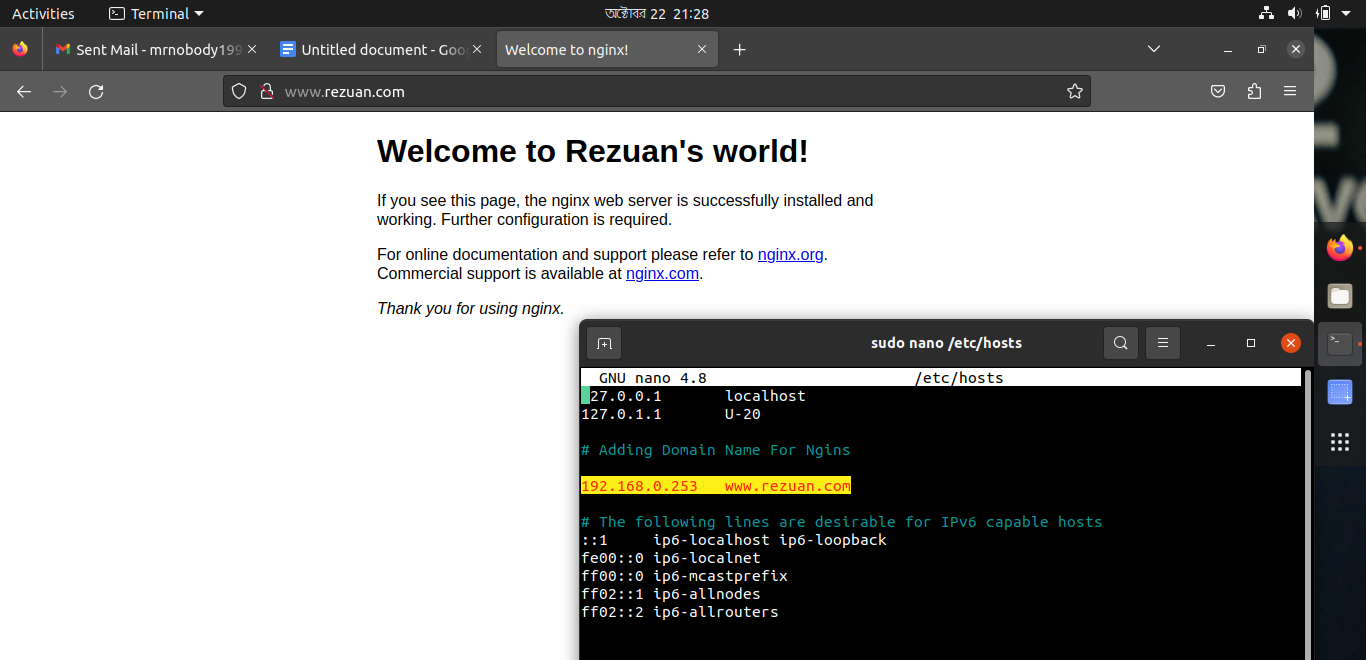 Activities
Terminal
অক্টোবর 22 21:28
Sent Mail - mrnobody199
Untitled document - Goo
Welcome to nginx!
www.rezuan.com
Welcome to Rezuan's world!
If you see this page, the nginx web server is successfully installed and
working. Further configuration is required.
For online documentation and support please refer to nginx.org.
Commercial support is available at nginx.com.
Thank you for using nginx.
sudo nano /etc/hosts
GNU nano 4.8 /etc/hosts
27.0.0.1 localhost
127.0.1.1 U-20
# Adding Domain Name For Ngins
192.168.0.253 www.rezuan.com
# The following lines are desirable for IPv6 capable hosts
::1 ip6-localhost ip6-loopback
fe00::0 ip6-localnet
ff00::0 ip6-mcastprefix
ff02::1 ip6-allnodes
ff02::2 ip6-allrouters